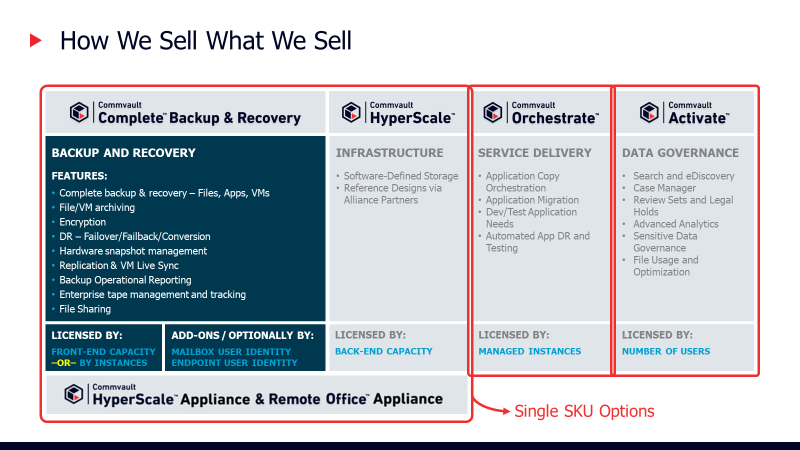 How We Sell What We Sell
Commvault
Complete™ Backup & Recovery
Commvault
HyperScale™
Commvault
Orchestrate™
Commvault
Activate™
BACKUP AND RECOVERY
FEATURES:
• Complete backup & recovery – Files, Apps, VMs
• File/VM archiving
• Encryption
• DR – Failover/Failback/Conversion
• Hardware snapshot management
• Replication & VM Live Sync
• Backup Operational Reporting
• Enterprise tape management and tracking
• File Sharing
INFRASTRUCTURE
• Software-Defined Storage
• Reference Designs via
Alliance Partners
SERVICE DELIVERY
• Application Copy
Orchestration
• Application Migration
• Dev/Test Application
Needs
• Automated App DR and
Testing
DATA GOVERNANCE
• Search and eDiscovery
• Case Manager
• Review Sets and Legal
Holds
• Advanced Analytics
• Sensitive Data
Governance
• File Usage and
Optimization
LICENSED BY:
FRONT-END CAPACITY
–OR– BY INSTANCES
ADD-ONS / OPTIONALLY BY:
MAILBOX USER IDENTITY
ENDPOINT USER IDENTITY
LICENSED BY:
BACK-END CAPACITY
LICENSED BY:
MANAGED INSTANCES
LICENSED BY:
NUMBER OF USERS
Commvault
HyperScale™ Appliance & Remote Office™ Appliance
Single SKU Options